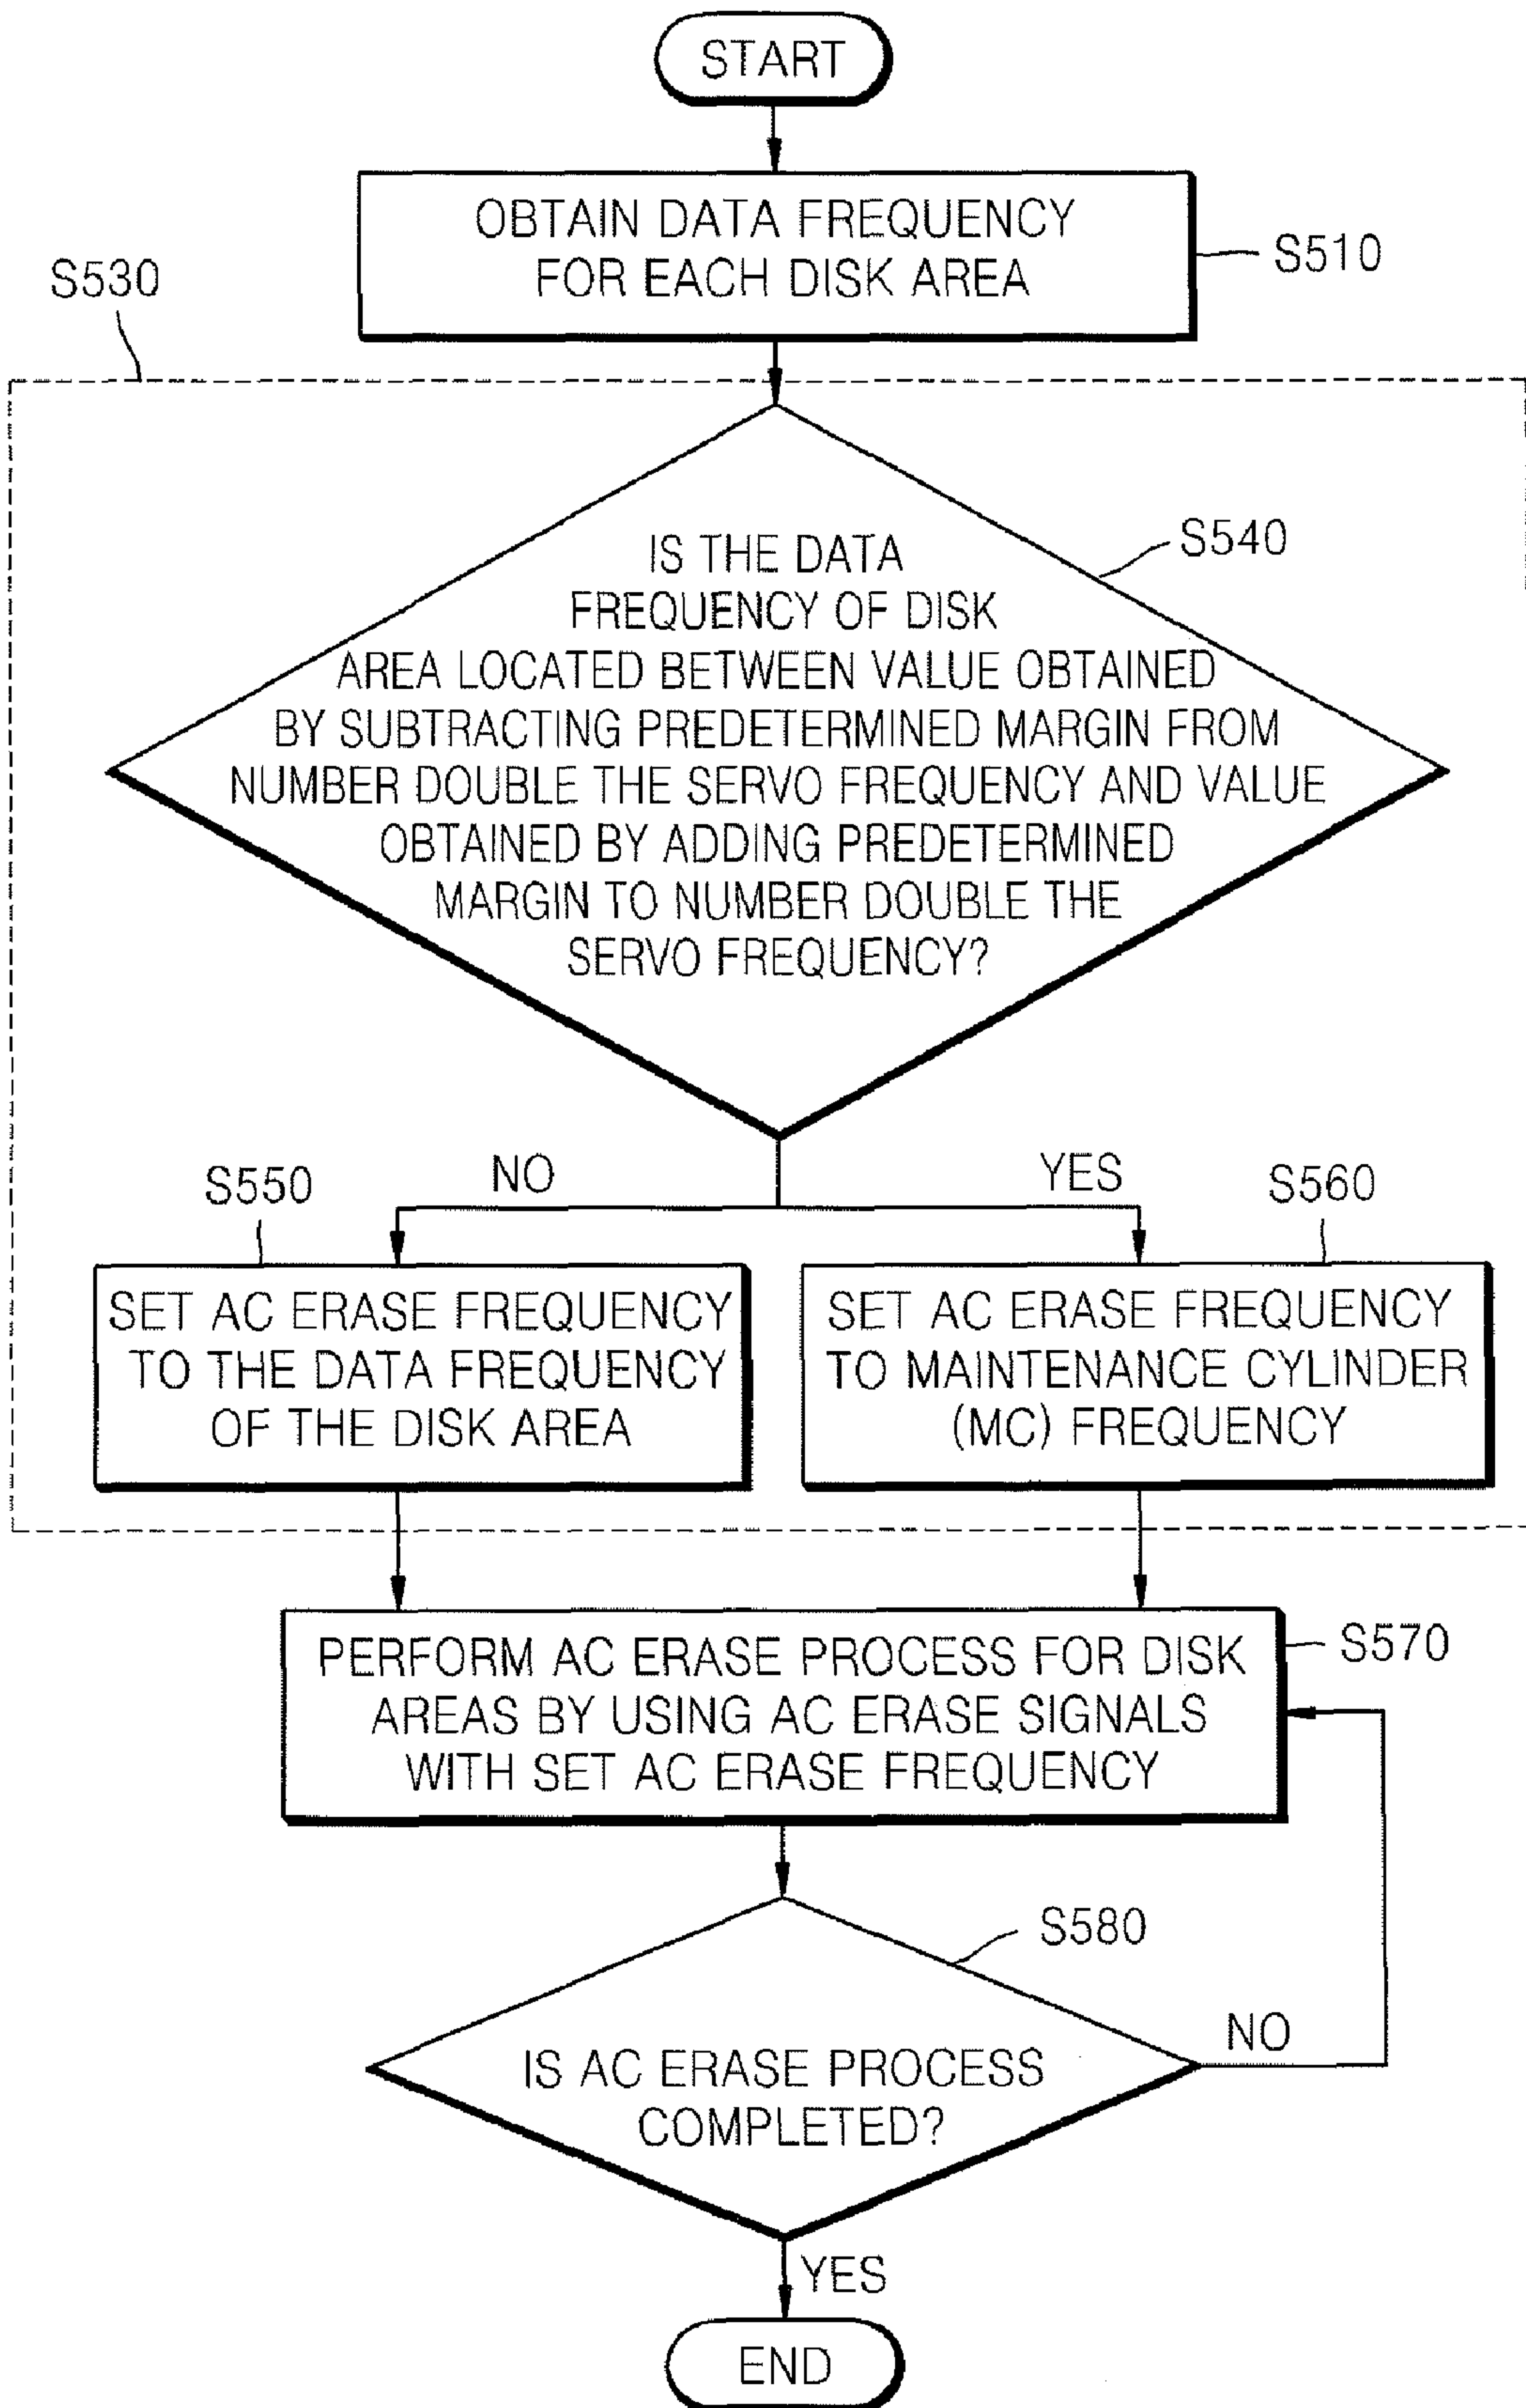 START
OBTAIN DATA FREQUENCY
FOR EACH DISK AREA
S510
S530
S540
IS THE DATA
FREQUENCY OF DISK
AREA LOCATED BETWEEN VALUE OBTAINED
BY SUBTRACTING PREDETERMINED MARGIN FROM
NUMBER DOUBLE THE SERVO FREQUENCY AND VALUE
OBTAINED BY ADDING PREDETERMINED
MARGIN TO NUMBER DOUBLE THE
SERVO FREQUENCY?
NO
YES
S550
SET AC ERASE FREQUENCY
TO THE DATA FREQUENCY
OF THE DISK AREA
S560
SET AC ERASE FREQUENCY
TO MAINTENANCE CYLINDER
(MC) FREQUENCY
PERFORM AC ERASE PROCESS FOR DISK
AREAS BY USING AC ERASE SIGNALS
WITH SET AC ERASE FREQUENCY
S570
S580
IS AC ERASE PROCESS
COMPLETED?
NO
YES
END